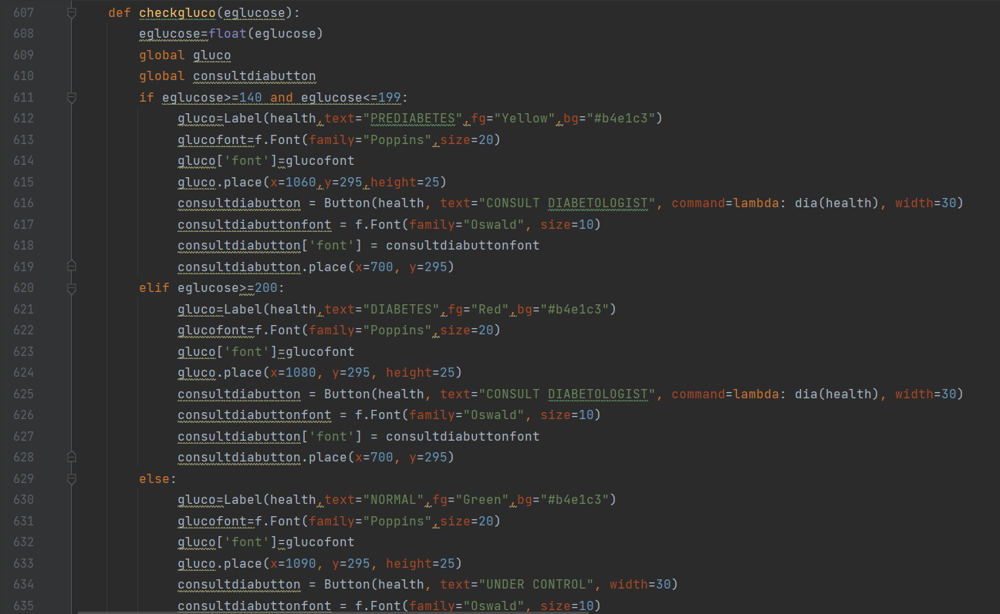 607 def checkgluco(eglucose):
608 eglucose=float(eglucose)
609 global gluco
610 global consultdiabutton
611 if eglucose>=140 and eglucose<=199:
612 gluco=Label(health,text="PREDIABETES",fg="Yellow",bg="#b4e1c3")
613 glucofont=f.Font(family="Poppins",size=20)
614 gluco['font']=glucofont
615 gluco.place(x=1060,y=295,height=25)
616 consultdiabutton = Button(health, text="CONSULT DIABETOLOGIST", command=lambda: dia(health), width=30)
617 consultdiabuttonfont = f.Font(family="Oswald", size=10)
618 consultdiabutton['font'] = consultdiabuttonfont
619 consultdiabutton.place(x=700, y=295)
620 elif eglucose>=200:
621 gluco=Label(health,text="DIABETES",fg="Red",bg="#b4e1c3")
622 glucofont=f.Font(family="Poppins",size=20)
623 gluco['font']=glucofont
624 gluco.place(x=1080, y=295, height=25)
625 consultdiabutton = Button(health, text="CONSULT DIABETOLOGIST", command=lambda: dia(health), width=30)
626 consultdiabuttonfont = f.Font(family="Oswald", size=10)
627 consultdiabutton['font'] = consultdiabuttonfont
628 consultdiabutton.place(x=700, y=295)
629 else:
630 gluco=Label(health,text="NORMAL",fg="Green",bg="#b4e1c3")
631 glucofont=f.Font(family="Poppins",size=20)
632 gluco['font']=glucofont
633 gluco.place(x=1090, y=295, height=25)
634 consultdiabutton = Button(health, text="UNDER CONTROL", width=30)
635 consultdiabuttonfont = f.Font(family="Oswald", size=10)